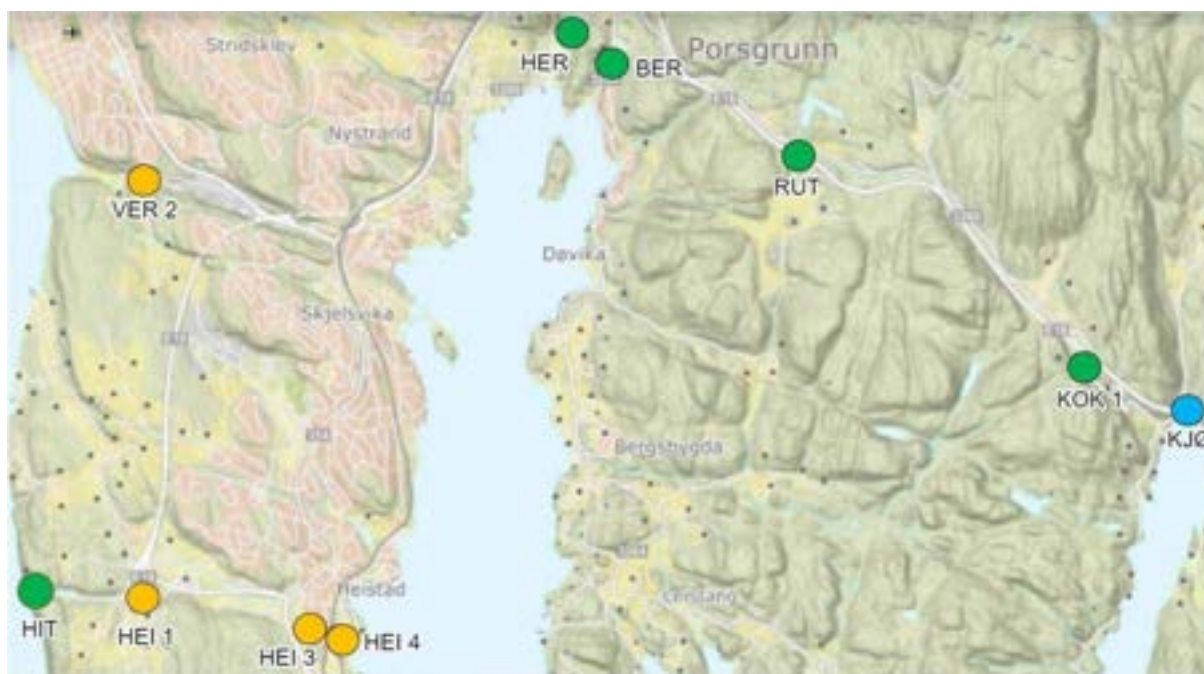 Stridsklev
HER
BER
Porsgrunn
Nystrand
RUT
VER 2
Døvika
Skjelsvika
KOK 1
KJØ
Bergsbygda
Heistad
HIT
HEI 1
HEI 3
HEI 4